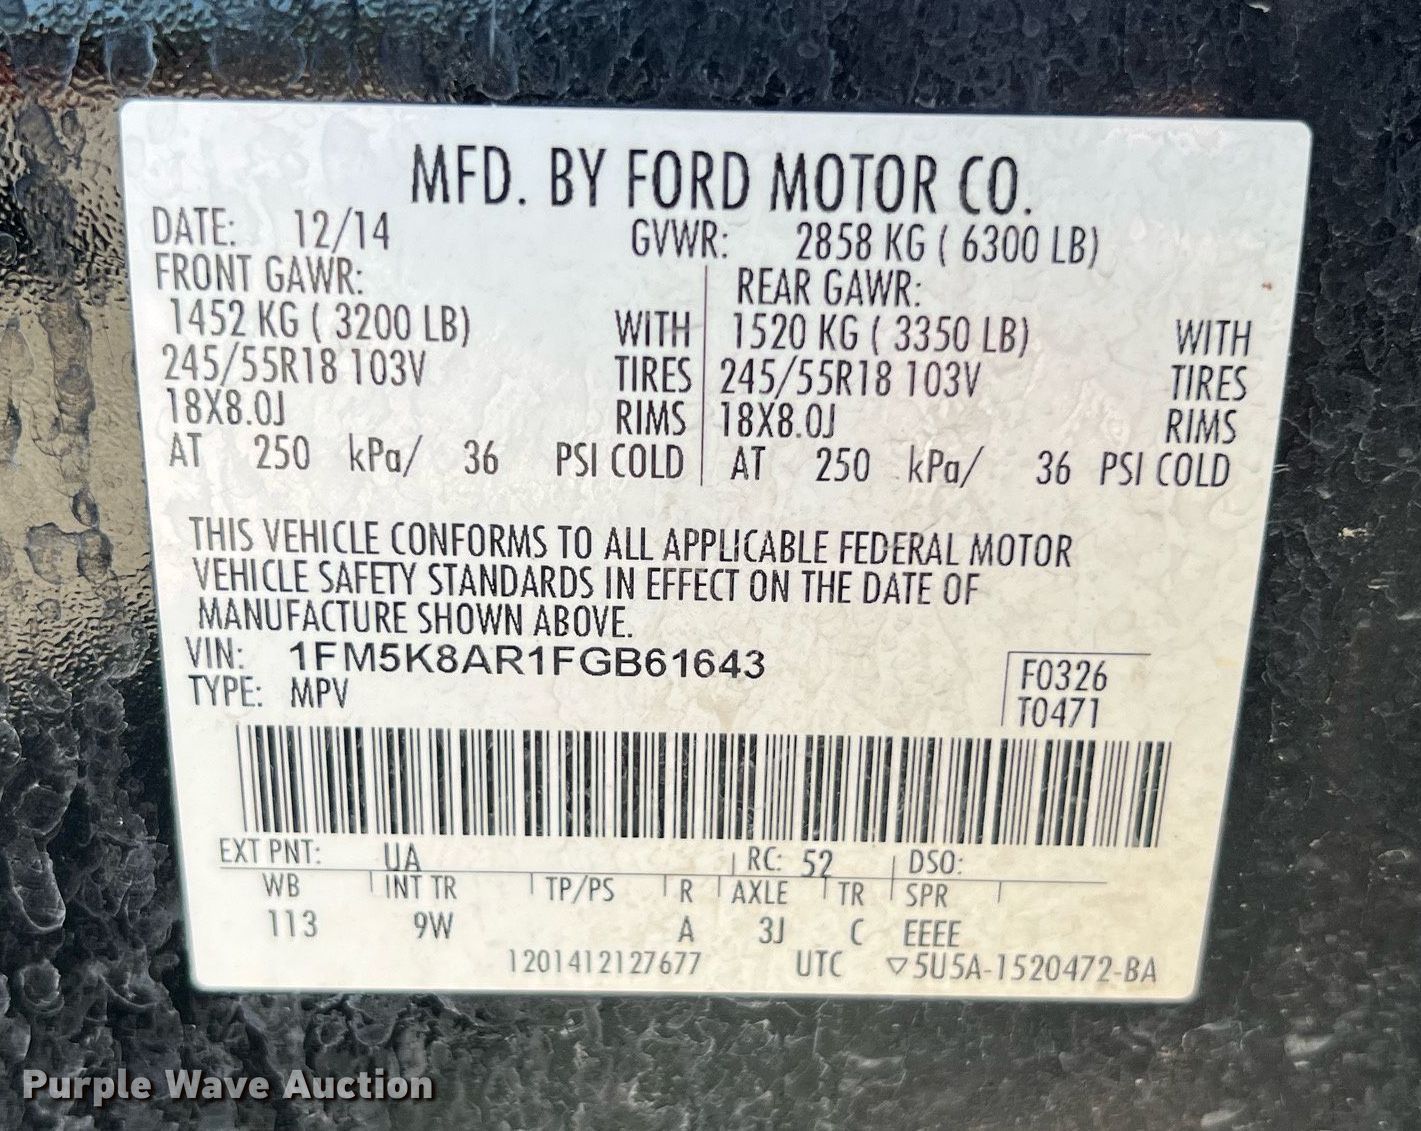 MFD. BY FORD MOTOR CO.
DATE: 12/14 GVWR: 2858 KG ( 6300 LB)
FRONT GAWR: REAR GAWR:
1452 KG ( 3200 LB) WITH 1520 KG ( 3350 LB) WITH
245/55R18 103V TIRES 245/55R18 103V TIRES
18X8.0J RIMS 18X8.0J RIMS
AT 250 kPa/ 36 PSI COLD AT 250 kPa/ 36 PSI COLD
THIS VEHICLE CONFORMS TO ALL APPLICABLE FEDERAL MOTOR
VEHICLE SAFETY STANDARDS IN EFFECT ON THE DATE OF
MANUFACTURE SHOWN ABOVE.
VIN: 1FM5K8AR1FGB61643
TYPE: MPV
F0326
T0471
EXT PNT: UA RC: 52 DSO:
WB INT TR TP/PS R AXLE TR SPR
113 9W A 3J C EEEE
1201412127677 UTC ▽5U5A-1520472-BA
Purple Wave Auction